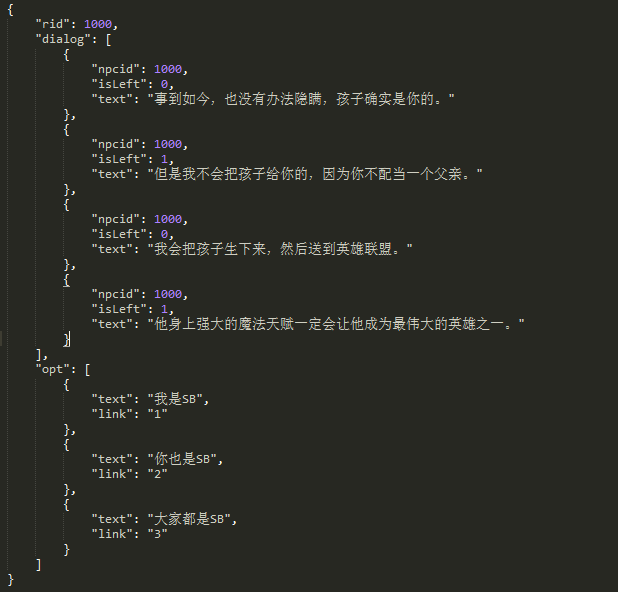 {
    "rid": 1000,
    "dialog": [
        {
            "npcid": 1000,
            "isLeft": 0,
            "text": "事到如今，也没有办法隐瞒，孩子确实是你的。"
        },
        {
            "npcid": 1000,
            "isLeft": 1,
            "text": "但是我不会把孩子给你的，因为你不配当一个父亲。"
        },
        {
            "npcid": 1000,
            "isLeft": 0,
            "text": "我会把孩子生下来，然后送到英雄联盟。"
        },
        {
            "npcid": 1000,
            "isLeft": 1,
            "text": "他身上强大的魔法天赋一定会让他成为最伟大的英雄之一。"
        }
    ],
    "opt": [
        {
            "text": "我是SB",
            "link": "1"
        },
        {
            "text": "你也是SB",
            "link": "2"
        },
        {
            "text": "大家都是SB",
            "link": "3"
        }
    ]
}